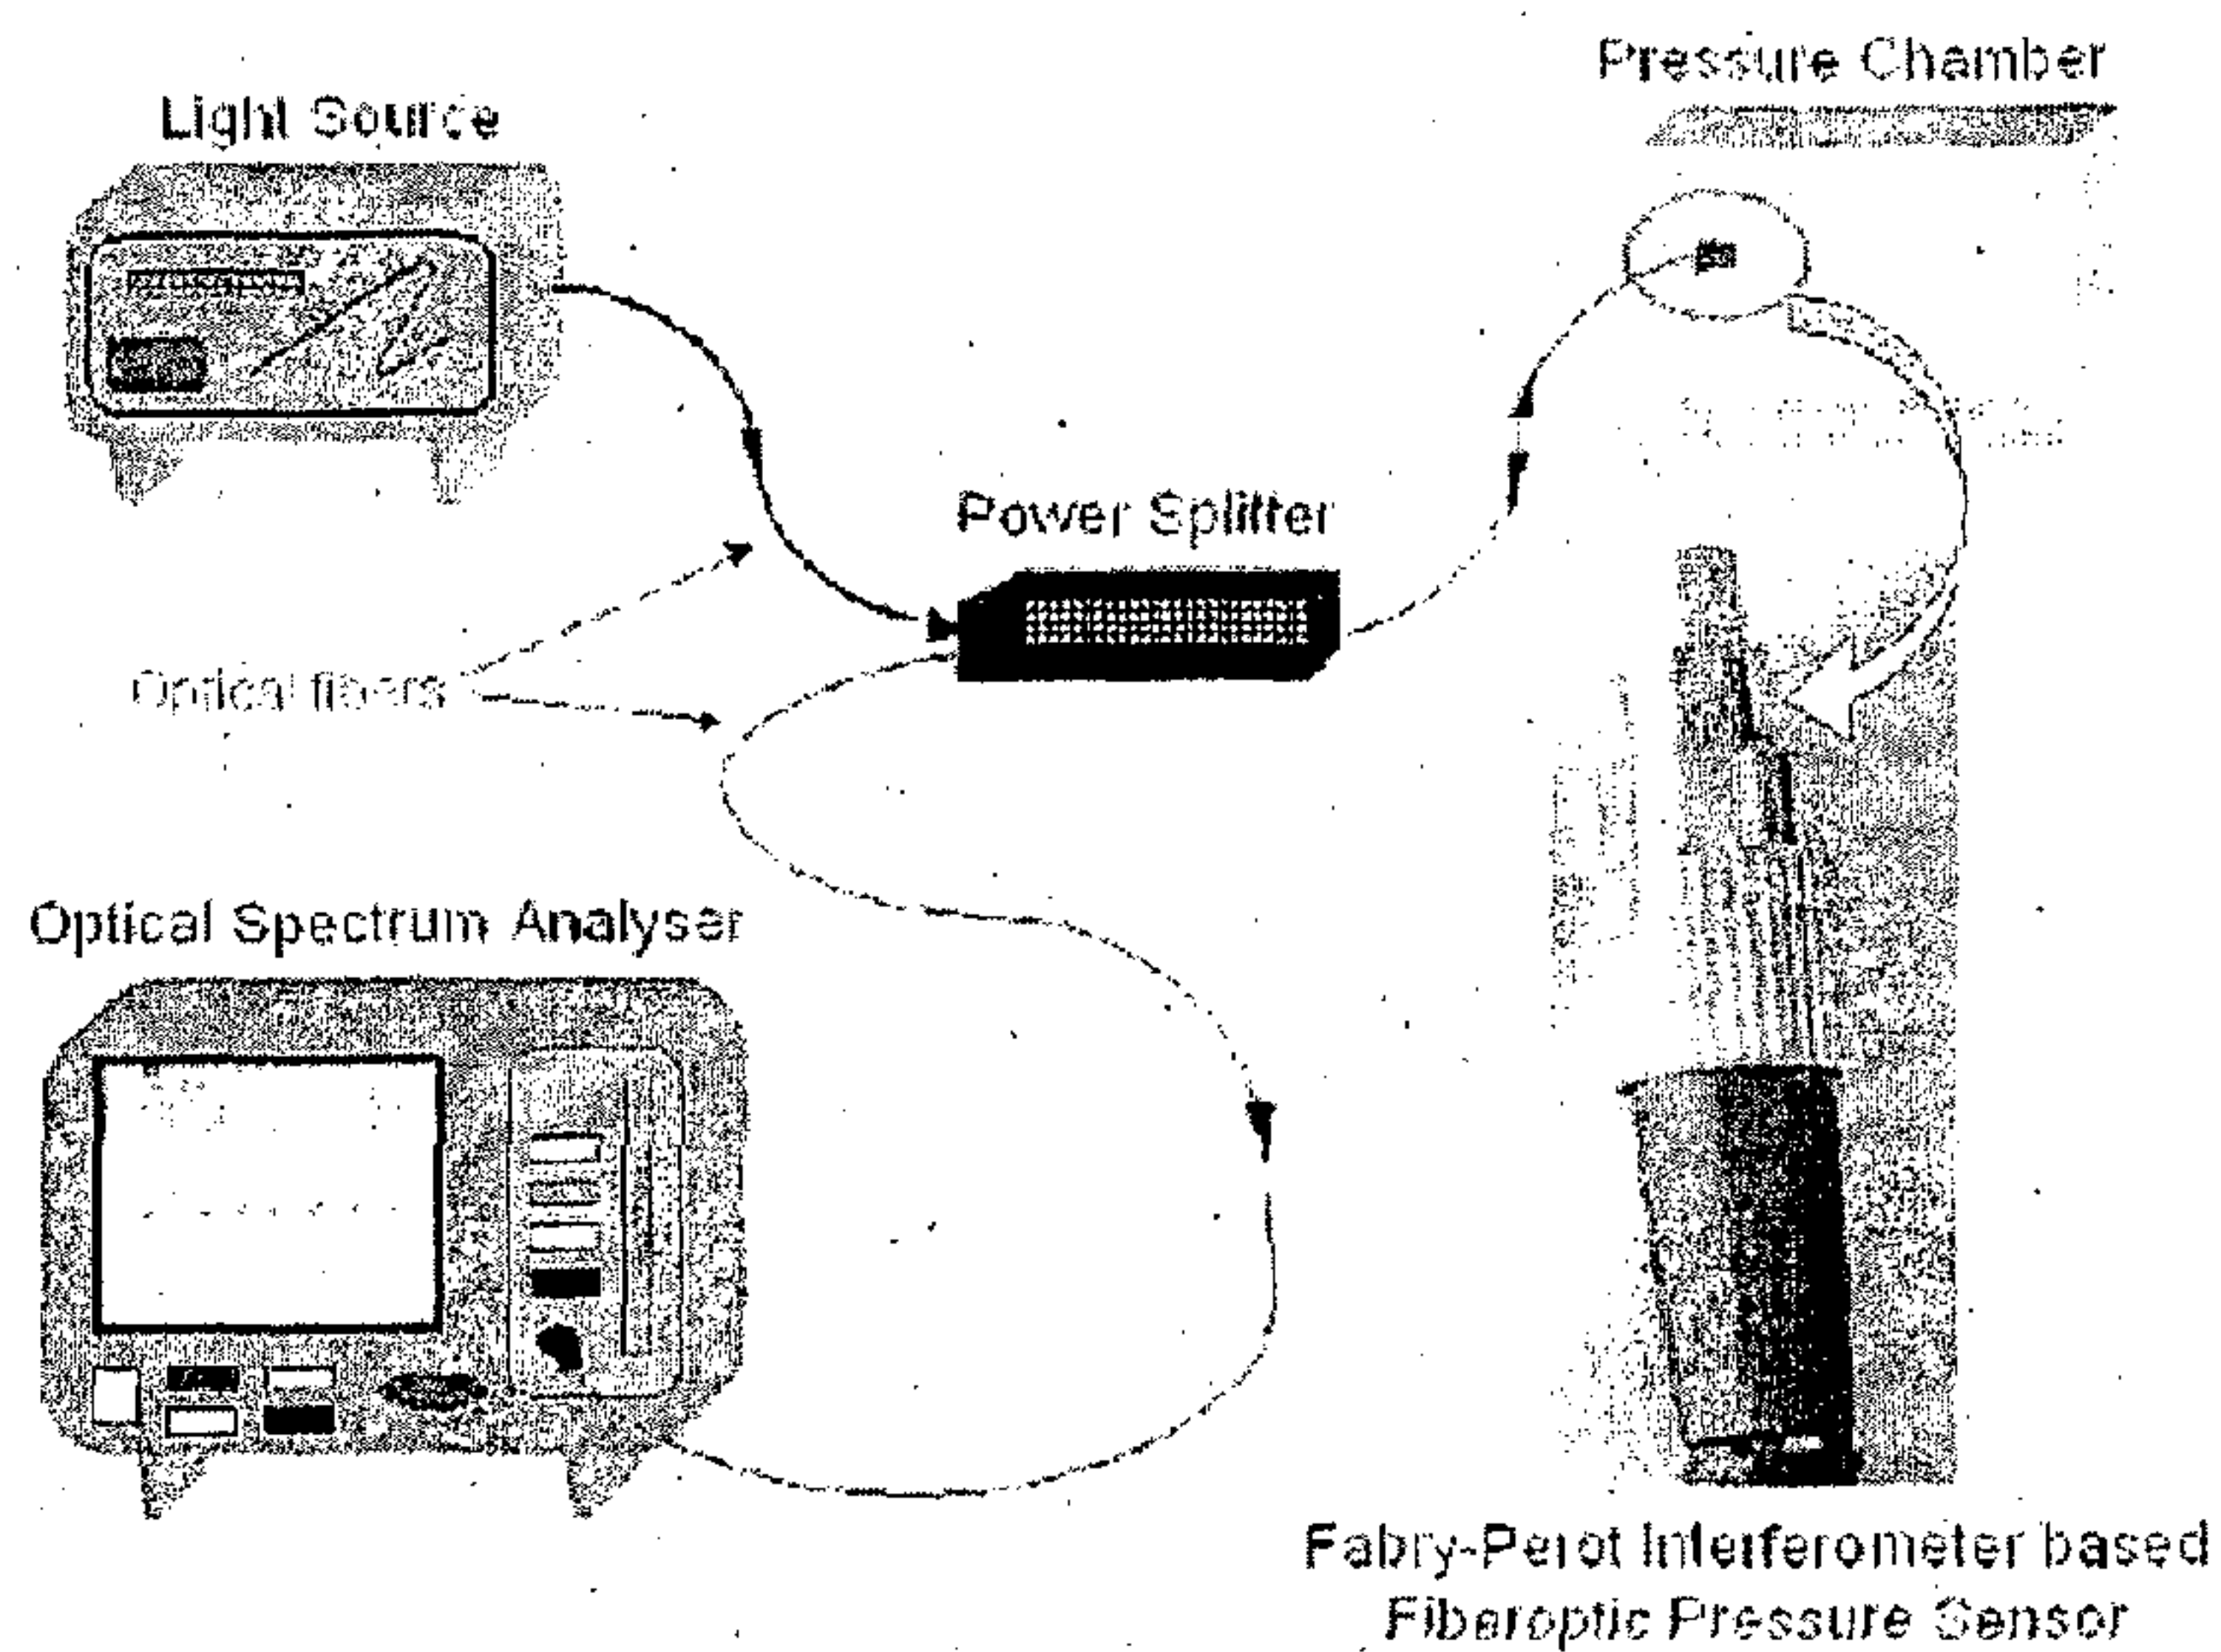 Pressure Chamber
Light Source
Power Splitter
Optical fibers
Optical Spectrum Analyser
Fabry-Perot Interferometer based
Fiberoptic Pressure Sensor